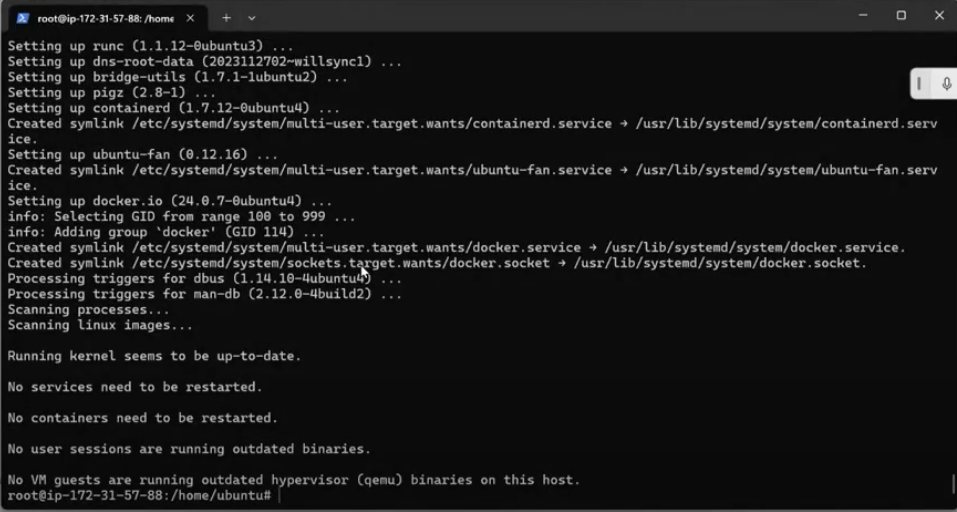 root@ip-172-31-57-88: /home
Setting up runc (1.1.12-0ubuntu3) ...
Setting up dns-root-data (2023112702~willsync1) ...
Setting up bridge-utils (1.7.1-1ubuntu2) ...
Setting up pigz (2.8-1) ...
Setting up containerd (1.7.12-0ubuntu4) ...
Created symlink /etc/systemd/system/multi-user.target.wants/containerd.service → /usr/lib/systemd/system/containerd.serv
ice.
Setting up ubuntu-fan (0.12.16) ...
Created symlink /etc/systemd/system/multi-user.target.wants/ubuntu-fan.service → /usr/lib/systemd/system/ubuntu-fan.serv
ice.
Setting up docker.io (24.0.7-0ubuntu4) ...
info: Selecting GID from range 100 to 999 ...
info: Adding group `docker' (GID 114) ...
Created symlink /etc/systemd/system/multi-user.target.wants/docker.service → /usr/lib/systemd/system/docker.service.
Created symlink /etc/systemd/system/sockets.target.wants/docker.socket → /usr/lib/systemd/system/docker.socket.
Processing triggers for dbus (1.14.10-4ubuntu4) ...
Processing triggers for man-db (2.12.0-4build2) ...
Scanning processes...
Scanning linux images...
Running kernel seems to be up-to-date.
No services need to be restarted.
No containers need to be restarted.
No user sessions are running outdated binaries.
No VM guests are running outdated hypervisor (qemu) binaries on this host.
root@ip-172-31-57-88:/home/ubuntu#